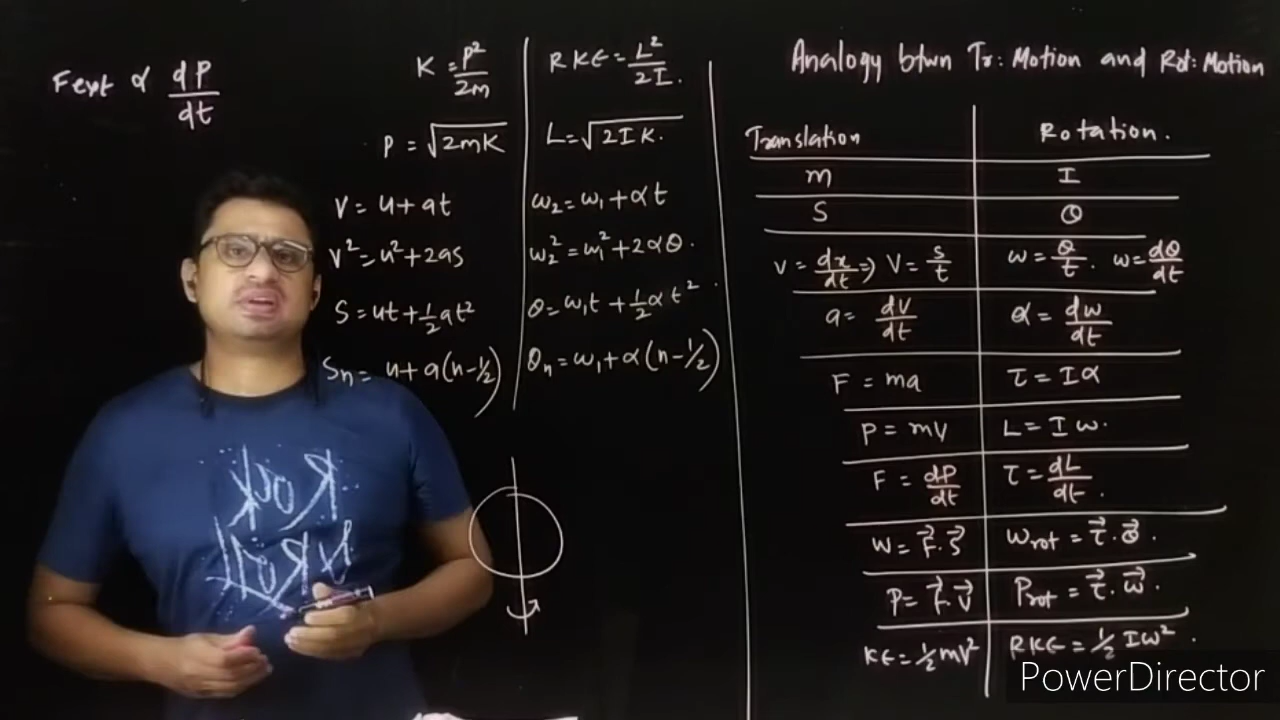 Fext ∝ dP/dt
K = P²/2m
P = √2mK
V = u + at
V² = u² + 2as
S = ut + ½at²
Sn = u + a(n - 1/2)
RKE = L²/2I.
L = √2IK.
ω₂ = ω₁ + αt
ω₂² = ω₁² + 2αθ.
θ = ω₁t + ½αt²
θn = ω₁ + α(n - 1/2)
Analogy btwn Tr: Motion and Rot: Motion
Translation Rotation.
m I
S θ
V = dx/dt ⇒ V = s/t ω = θ/t. ω = dθ/dt
a = dV/dt α = dω/dt
F = ma τ = Iα
P = mV L = Iω.
F = dP/dt τ = dL/dt.
W = F⃗.S⃗ Wrot = τ⃗.θ⃗.
P = F⃗.V⃗ Prot = τ⃗.ω⃗.
KE = ½mV² RKE = ½Iω².
Rock
&Roll
PowerDirector